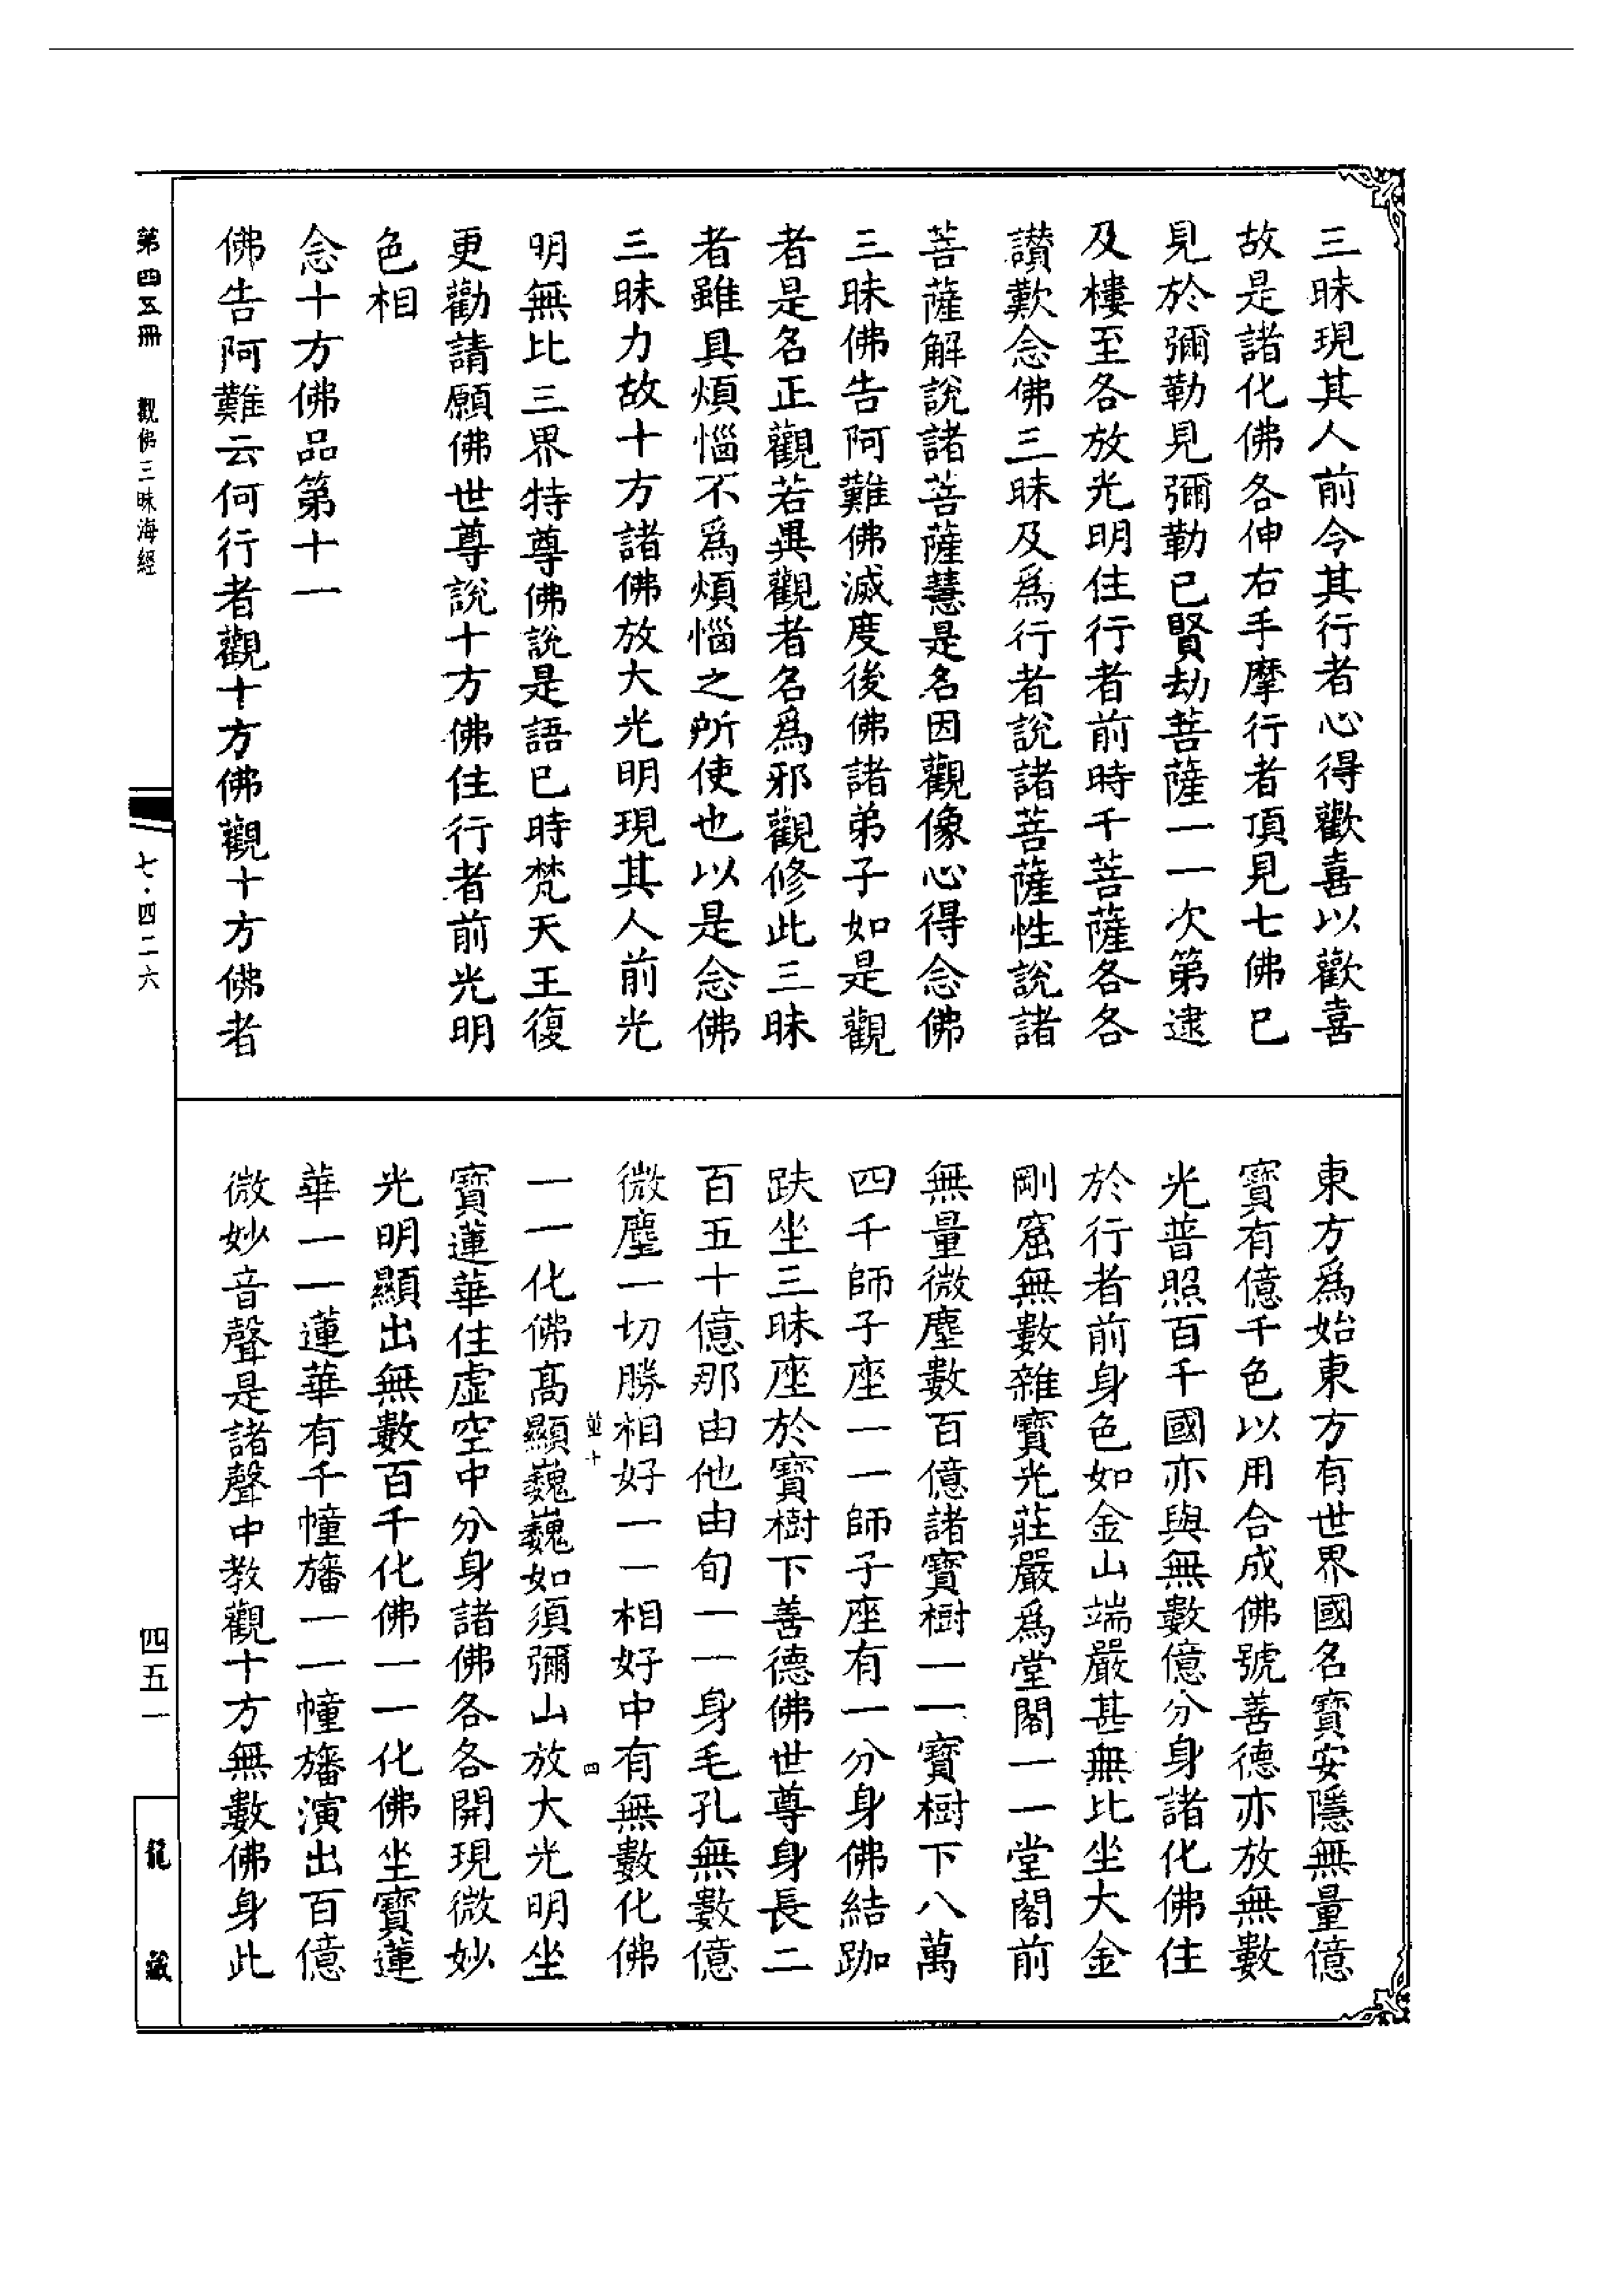 三昧現其人前令其行者心得歡喜以歡喜
故是諸化佛各伸右手摩行者頂見七佛已
見於彌勒見彌勒已賢劫菩薩一一次第逮
及樓至各放光明住行者前時千菩薩各各
讃歎念佛三昧及爲行者說諸菩薩性說諸
菩薩解說諸菩薩慧是名因觀像心得念佛
三昧佛告阿難佛滅度後佛諸弟子如是觀
者是名正觀若異觀者名爲邪觀修此三昧
者雖具煩惱不爲煩惱之所使也以是念佛
三昧力故十方諸佛放大光明現其人前光
明無比三界特尊佛說是語已時梵天王復
更勸請願佛世尊說十方佛住行者前光明
色相
念十方佛品第十一
佛告阿難云何行者觀十方佛觀十方佛者
東方爲始東方有世界國名寶安隱無量億
寶有億千色以用合成佛號善德亦放無數
光普照百千國亦與無數億分身諸化佛住
於行者前身色如金山端嚴甚無比坐大金
剛窟無數雜寶光莊嚴爲堂閣一一堂閣前
無量微塵數百億諸寶樹一一寶樹下八萬
四千師子座一一師子座有一分身佛結跏
趺坐三昧座於寶樹下善德佛世尊身長二
百五十億那由他由旬一一身毛孔無數億
微塵一切勝相好一一相好中有無數化佛
並十 四
一一化佛高顯巍巍如須彌山放大光明坐
寶蓮華住虛空中分身諸佛各各開現微妙
光明顯出無數百千化佛一一化佛坐寶蓮
華一一蓮華有千幢旛一一幢旛演出百億
微妙音聲是諸聲中教觀十方無數佛身此
第四五冊 觀佛三昧海經
七·四二六
四五一
龍藏